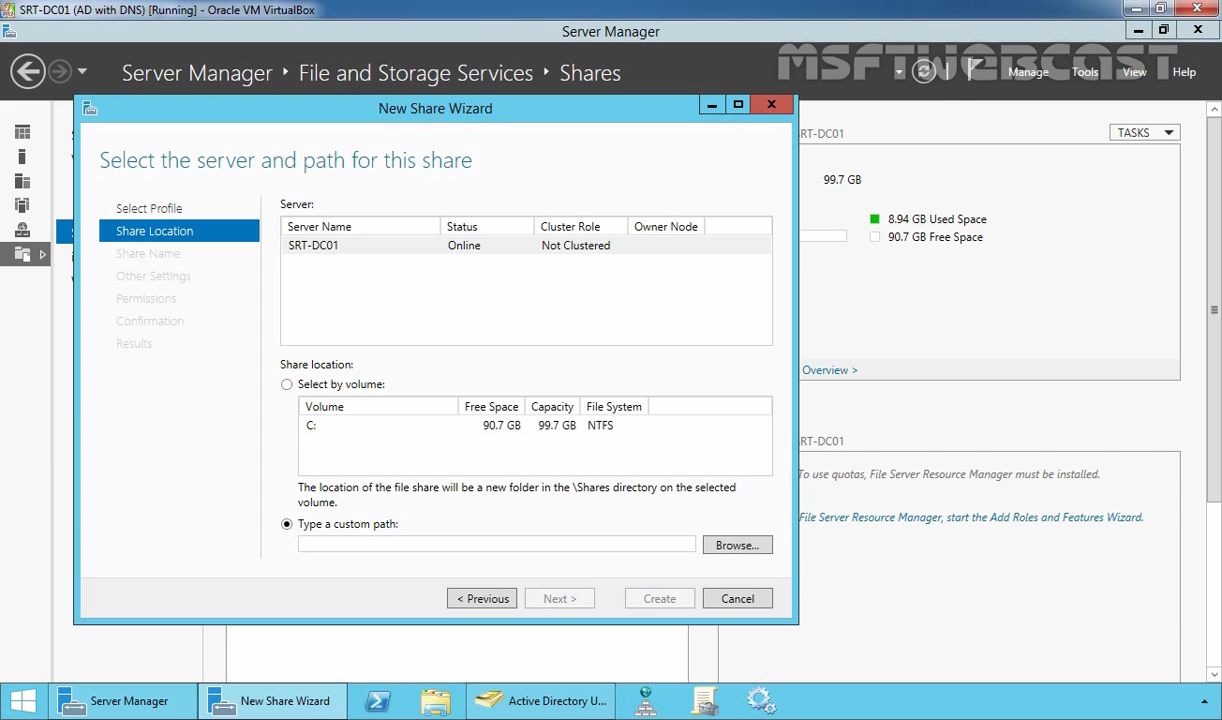 SRT-DC01 (AD with DNS) [Running] - Oracle VM VirtualBox
Server Manager
Server Manager ‣ File and Storage Services ‣ Shares
MSFTWEBCAST
Manage Tools View Help
New Share Wizard
SRT-DC01
TASKS
Select the server and path for this share
99.7 GB
Select Profile
Share Location
Share Name
Other Settings
Permissions
Confirmation
Results
Server:
Server Name Status Cluster Role Owner Node
SRT-DC01 Online Not Clustered
8.94 GB Used Space
90.7 GB Free Space
Share location:
Select by volume:
Volume Free Space Capacity File System
C: 90.7 GB 99.7 GB NTFS
The location of the file share will be a new folder in the \Shares directory on the selected
volume.
Type a custom path:
Browse...
Overview >
SRT-DC01
To use quotas, File Server Resource Manager must be installed.
File Server Resource Manager, start the Add Roles and Features Wizard.
< Previous Next > Create Cancel
Server Manager New Share Wizard Active Directory U...